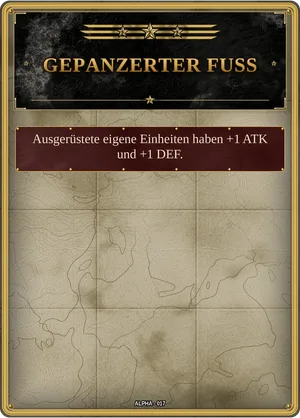 GEPANZERTER FUSS
Ausgerüstete eigene Einheiten haben +1 ATK
und +1 DEF.
ALPHA 017